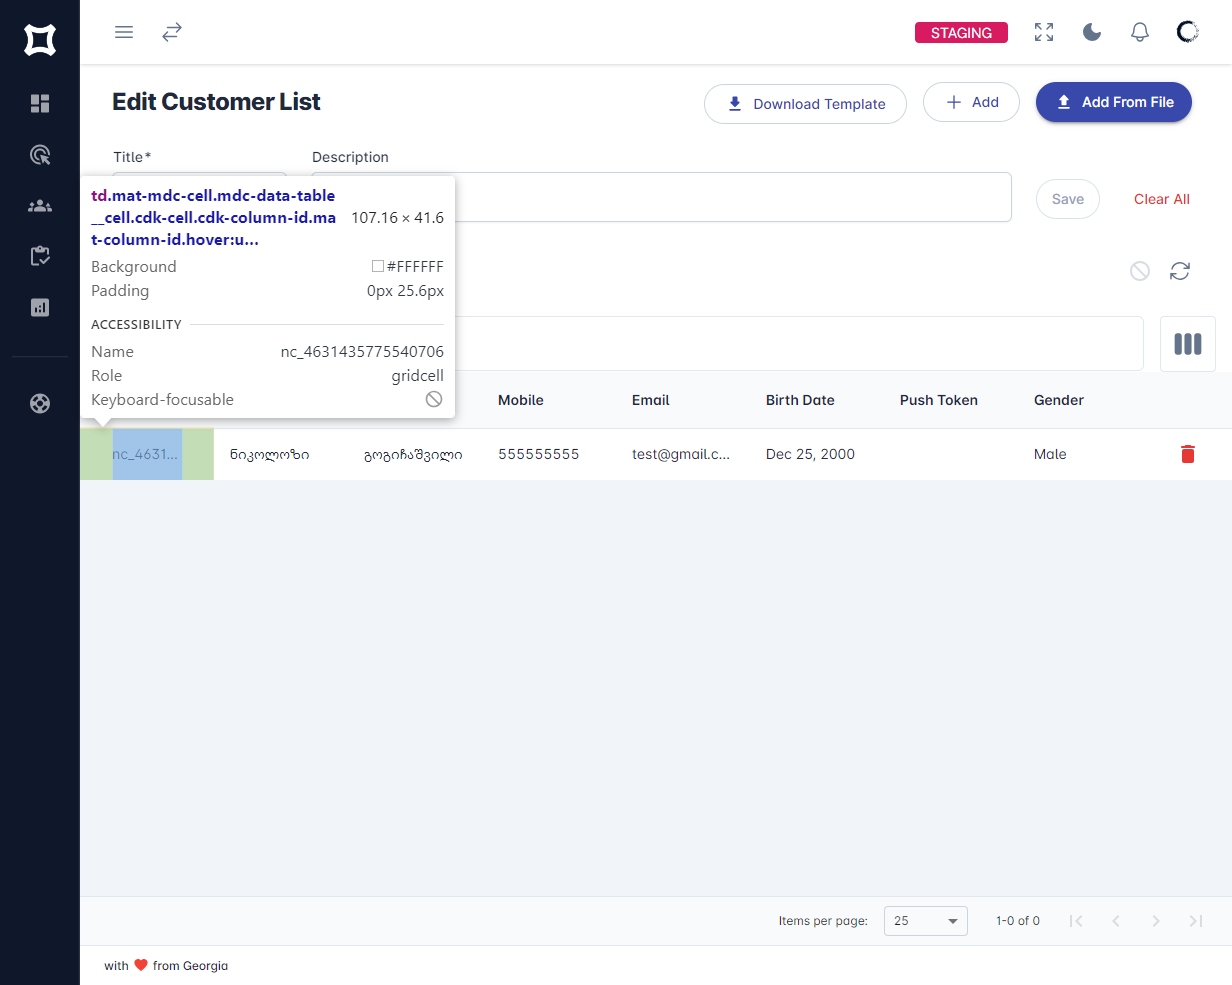 STAGING
Edit Customer List
Download Template
Add
Add From File
Title*
Description
td.mat-mdc-cell.mdc-data-table
__cell.cdk-cell.cdk-column-id.ma
t-column-id.hover:u...
107.16 × 41.6
Save
Clear All
Background #FFFFFF
Padding 0px 25.6px
ACCESSIBILITY
Name nc_4631435775540706
Role gridcell
Keyboard-focusable
Mobile Email Birth Date Push Token Gender
nc_4631... ნიკოლოზი გოგიჩაშვილი 555555555 test@gmail.c... Dec 25, 2000 Male
Items per page: 25 1-0 of 0
with from Georgia